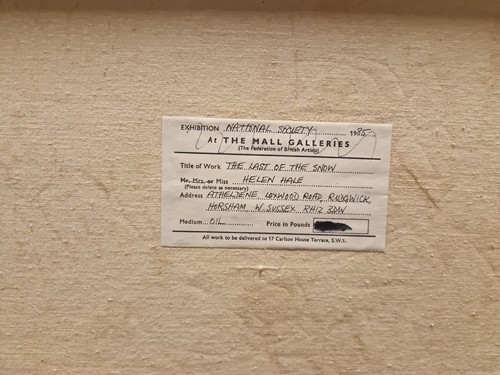 EXHIBITION NATIONAL SOCIETY 1985
At THE MALL GALLERIES
(The Federation of British Artists)
Title of Work THE LAST OF THE SNOW
Mr. Mrs. or Miss HELEN HALE
(Please delete as necessary)
Address ATHELDENE LOXWOOD ROAD, RUDGWICK,
HORSHAM, W. SUSSEX RH12 3DW
Medium OIL Price in Pounds
All work to be delivered to 17 Carlton House Terrace, S.W.1.